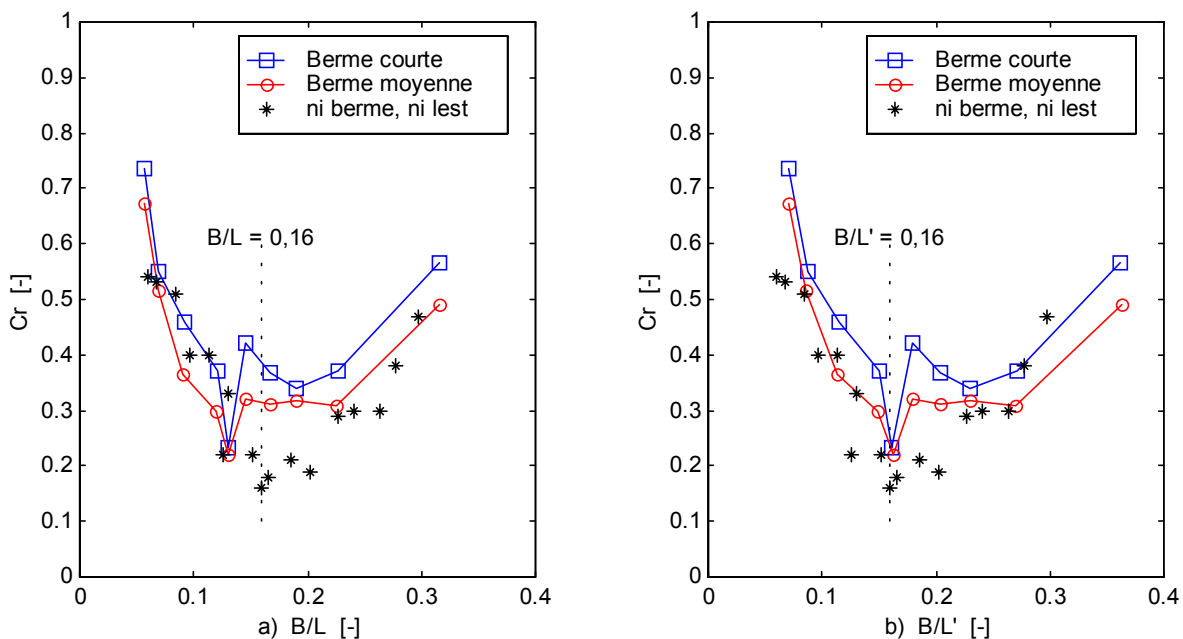 1
0.9
0.8
0.7
0.6
0.5
0.4
0.3
0.2
0.1
0
Cr [-]
Berme courte
Berme moyenne
ni berme, ni lest
B/L = 0,16
0
0.1
0.2
0.3
0.4
a) B/L [-]
1
0.9
0.8
0.7
0.6
0.5
0.4
0.3
0.2
0.1
0
Cr [-]
Berme courte
Berme moyenne
ni berme, ni lest
B/L' = 0,16
0
0.1
0.2
0.3
0.4
b) B/L' [-]